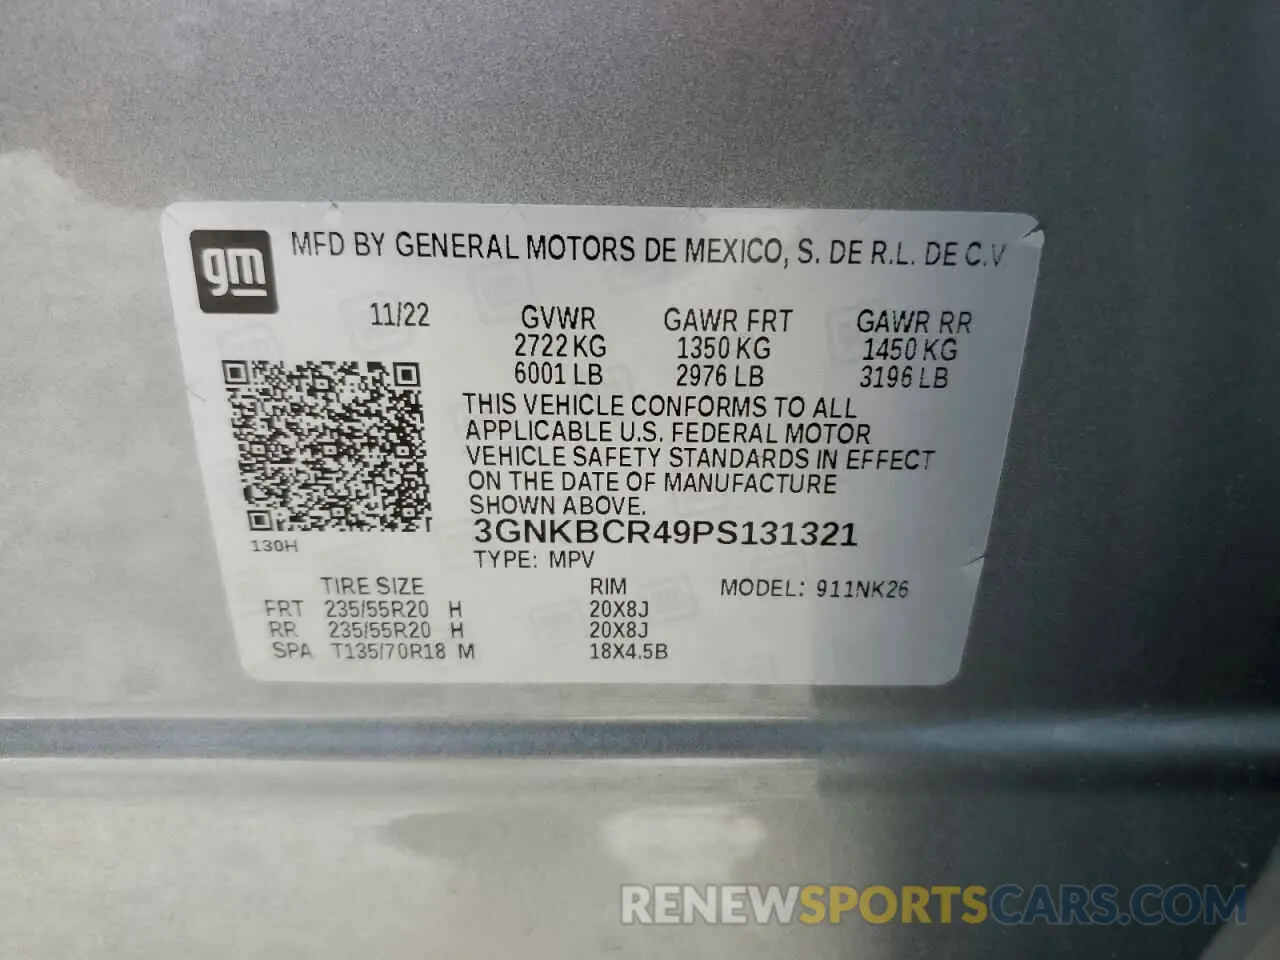 gm
MFD BY GENERAL MOTORS DE MEXICO, S. DE R.L. DE C.V
11/22 GVWR GAWR FRT GAWR RR
2722 KG 1350 KG 1450 KG
6001 LB 2976 LB 3196 LB
THIS VEHICLE CONFORMS TO ALL
APPLICABLE U.S. FEDERAL MOTOR
VEHICLE SAFETY STANDARDS IN EFFECT
ON THE DATE OF MANUFACTURE
SHOWN ABOVE.
3GNKBCR49PS131321
130H
TYPE: MPV
TIRE SIZE RIM MODEL: 911NK26
FRT 235/55R20 H 20X8J
RR 235/55R20 H 20X8J
SPA T135/70R18 M 18X4.5B
RENEWSPORTSCARS.COM